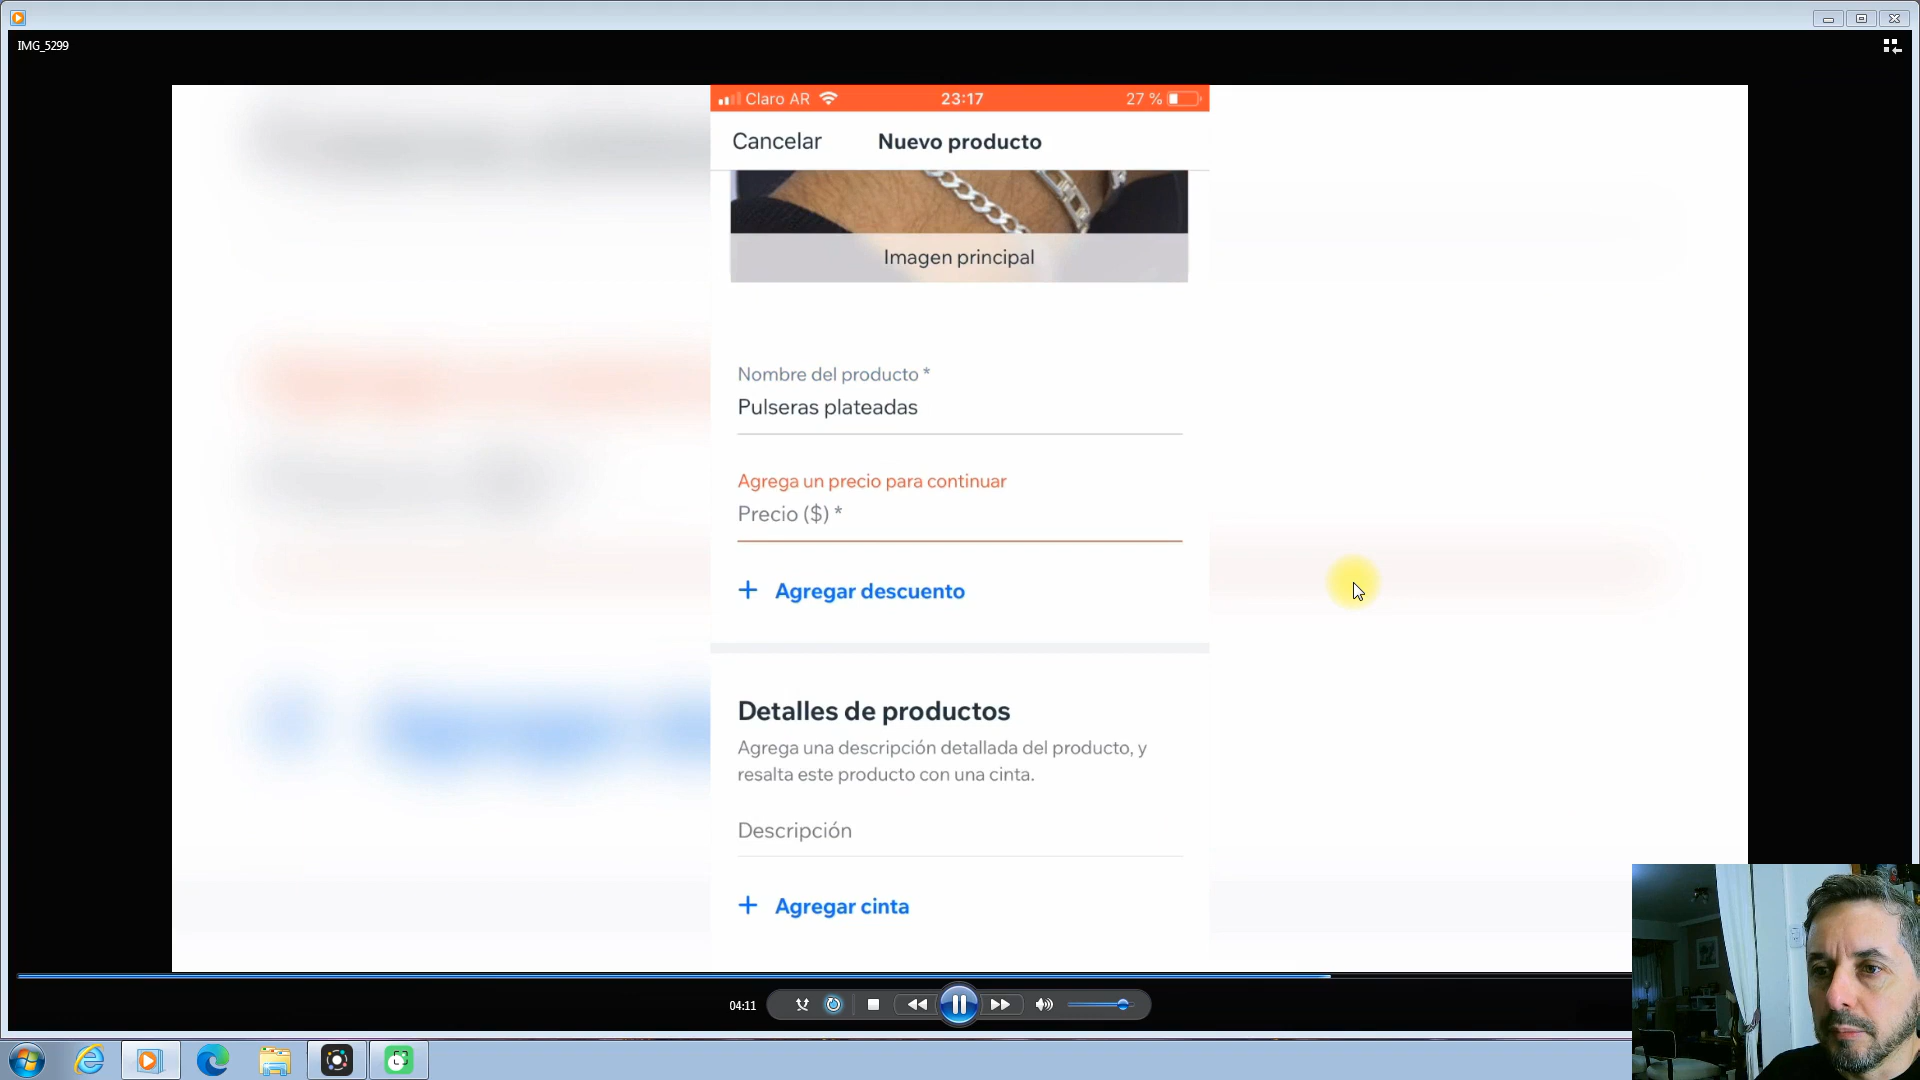 IMG_5299
Claro AR
23:17
27 %
Cancelar
Nuevo producto
Imagen principal
Nombre del producto *
Pulseras plateadas
Agrega un precio para continuar
Precio ($) *
+ Agregar descuento
Detalles de productos
Agrega una descripción detallada del producto, y
resalta este producto con una cinta.
Descripción
+ Agregar cinta
04:11